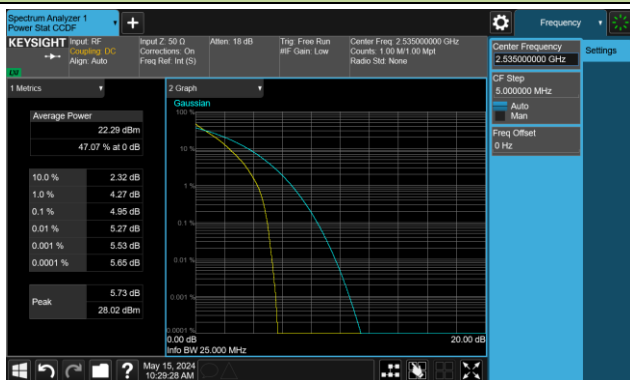 Spectrum Analyzer 1
Power Stat CCDF
Frequency
KEYSIGHT
Input: RF
Coupling: DC
Align: Auto
Input Z: 50 Ω
Corrections: On
Freq Ref: Int (S)
Atten: 18 dB
Trig: Free Run
#IF Gain: Low
Center Freq: 2.535000000 GHz
Counts: 1.00 M/1.00 Mpt
Radio Std: None
Center Frequency
2.535000000 GHz
Settings
CF Step
5.000000 MHz
Auto
Man
Freq Offset
0 Hz
1 Metrics
Average Power
22.29 dBm
47.07 % at 0 dB
10.0 % 2.32 dB
1.0 % 4.27 dB
0.1 % 4.95 dB
0.01 % 5.27 dB
0.001 % 5.53 dB
0.0001 % 5.65 dB
Peak
5.73 dB
28.02 dBm
2 Graph
Gaussian
100 %
10 %
1 %
0.1 %
0.01 %
0.001 %
0.0001 %
0.00 dB
20.00 dB
Info BW 25.000 MHz
May 15, 2024
10:29:28 AM